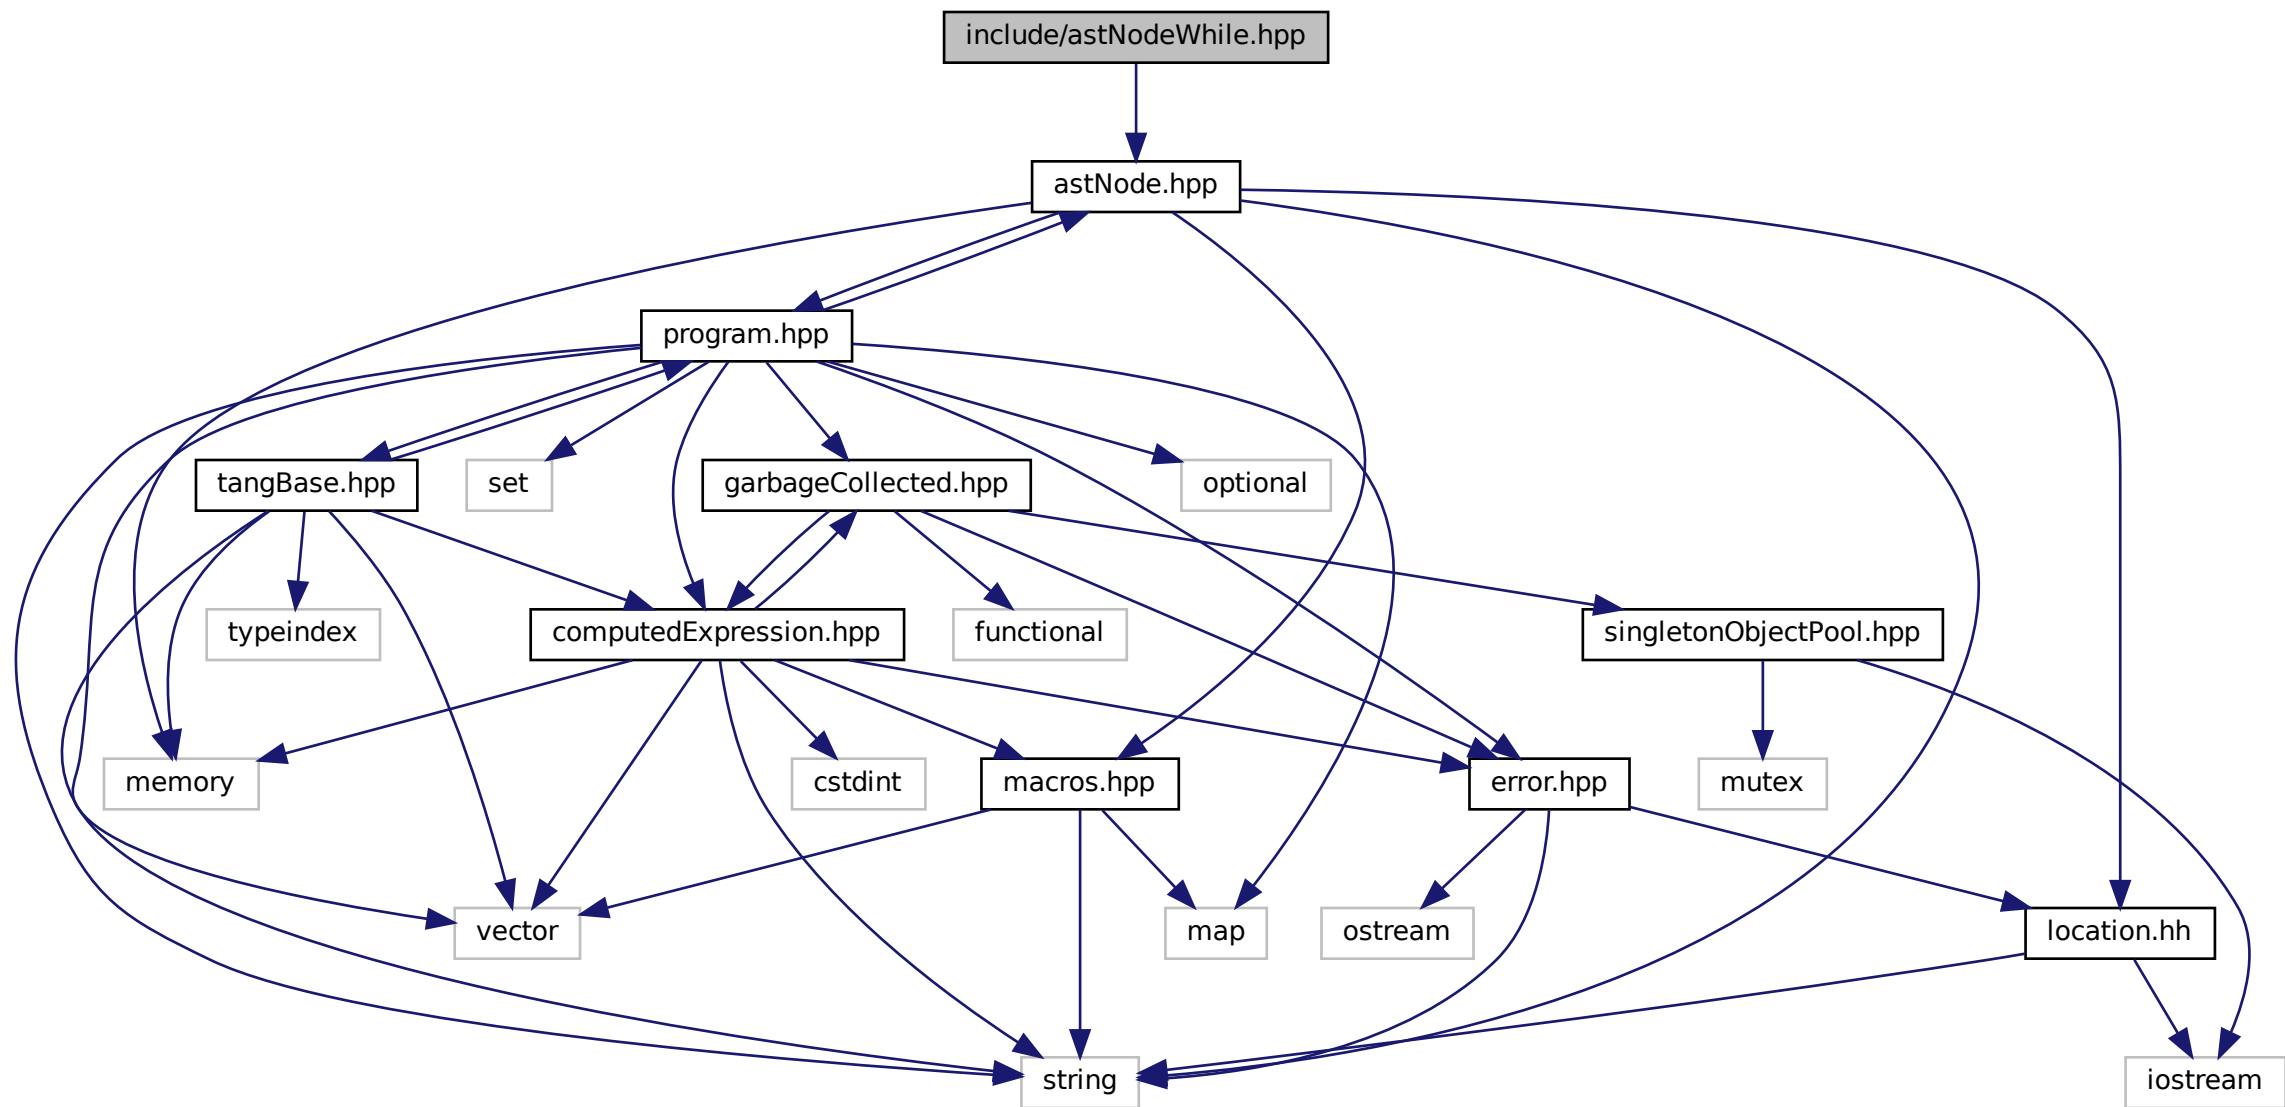 include/astNodeWhile.hpp
astNode.hpp
program.hpp
tangBase.hpp
set
garbageCollected.hpp
optional
typeindex
computedExpression.hpp
functional
singletonObjectPool.hpp
memory
cstdint
macros.hpp
error.hpp
mutex
vector
map
ostream
location.hh
string
iostream